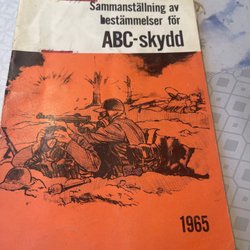 Sammanställning av
bestämmelser för
ABC-skydd
1965